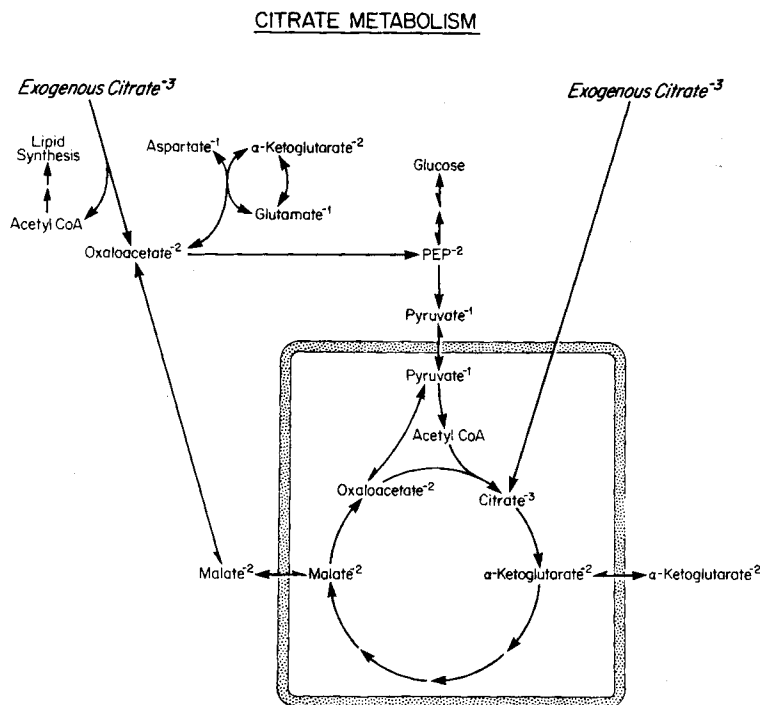 CITRATE METABOLISM
Exogenous Citrate⁻³
Exogenous Citrate⁻³
Lipid
Synthesis
Aspartate⁻¹
α-Ketoglutarate⁻²
Glucose
Acetyl CoA
Glutamate⁻¹
Oxaloacetate⁻²
PEP⁻²
Pyruvate⁻¹
Pyruvate⁻¹
Acetyl CoA
Oxaloacetate⁻²
Citrate⁻³
Malate⁻²
Malate⁻²
α-Ketoglutarate⁻²
α-Ketoglutarate⁻²